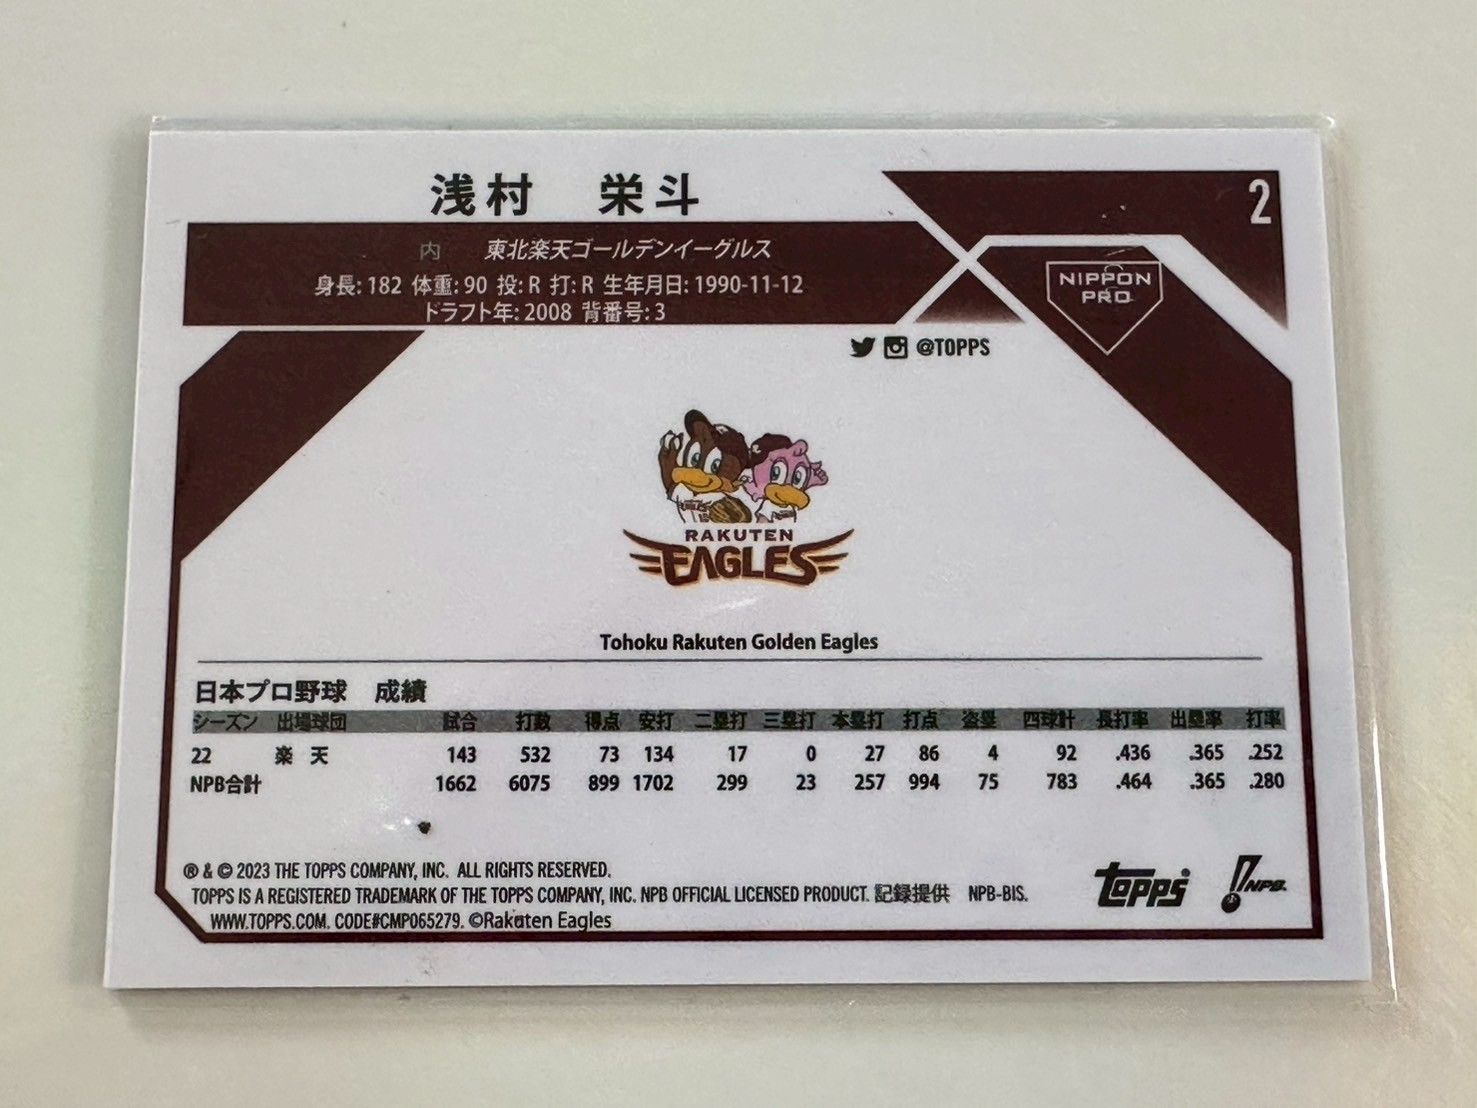 浅村 栄斗
2
内 東北楽天ゴールデンイーグルス
身長: 182 体重: 90 投: R 打: R 生年月日: 1990-11-12
ドラフト年: 2008 背番号: 3
NIPPON
PRO
@TOPPS
RAKUTEN
EAGLES
Tohoku Rakuten Golden Eagles
日本プロ野球 成績
シーズン 出場球団 試合 打数 得点 安打 二塁打 三塁打 本塁打 打点 盗塁 四球計 長打率 出塁率 打率
22 楽天 143 532 73 134 17 0 27 86 4 92 .436 .365 .252
NPB合計 1662 6075 899 1702 299 23 257 994 75 783 .464 .365 .280
® & © 2023 THE TOPPS COMPANY, INC. ALL RIGHTS RESERVED.
TOPPS IS A REGISTERED TRADEMARK OF THE TOPPS COMPANY, INC. NPB OFFICIAL LICENSED PRODUCT. 記録提供 NPB-BIS.
WWW.TOPPS.COM. CODE#CMP065279. ©Rakuten Eagles
topps®
NPB